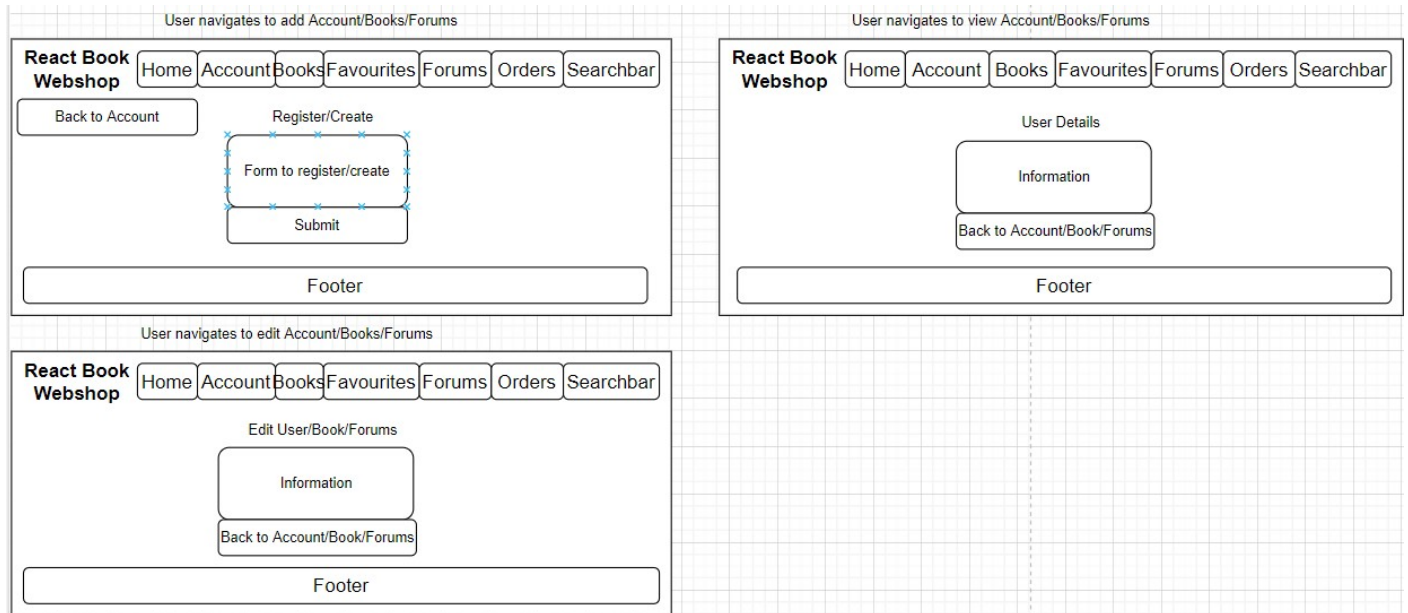 User navigates to add Account/Books/Forums
React Book
Webshop
Home Account Books Favourites Forums Orders Searchbar
Back to Account
Register/Create
Form to register/create
Submit
Footer
User navigates to view Account/Books/Forums
React Book
Webshop
Home Account Books Favourites Forums Orders Searchbar
User Details
Information
Back to Account/Book/Forums
Footer
User navigates to edit Account/Books/Forums
React Book
Webshop
Home Account Books Favourites Forums Orders Searchbar
Edit User/Book/Forums
Information
Back to Account/Book/Forums
Footer